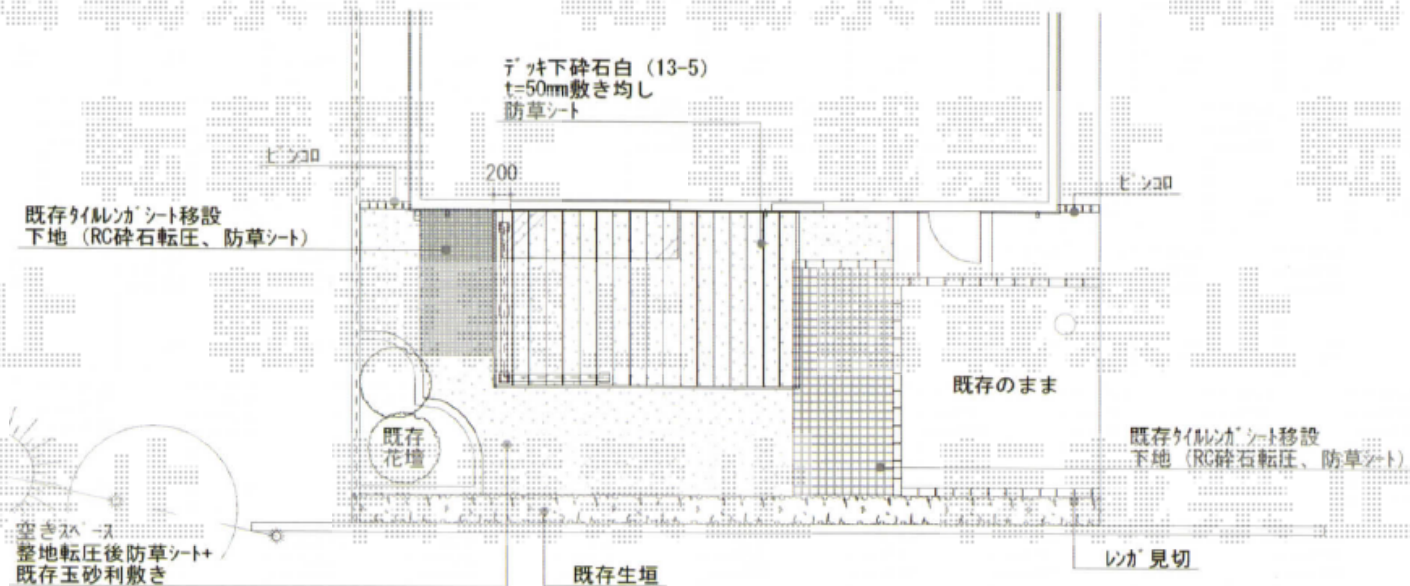 転載禁止
デッキ下砕石白 (13-5)
t=50mm敷き均し
防草シート
ピンコロ
200
ピンコロ
既存タイルレンガシート移設
下地 (RC砕石転圧、防草シート)
既存のまま
既存
花壇
既存タイルレンガシート移設
下地 (RC砕石転圧、防草シート)
空きスペース
整地転圧後防草シート+
既存玉砂利敷き
既存生垣
レンガ見切